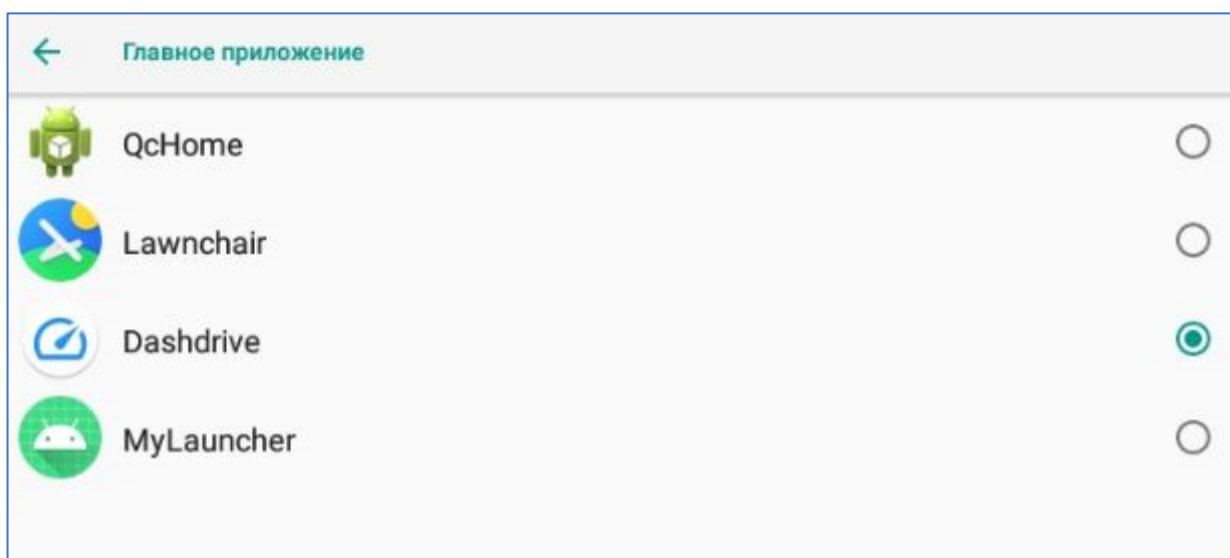 Главное приложение
QcHome
Lawnchair
Dashdrive
MyLauncher